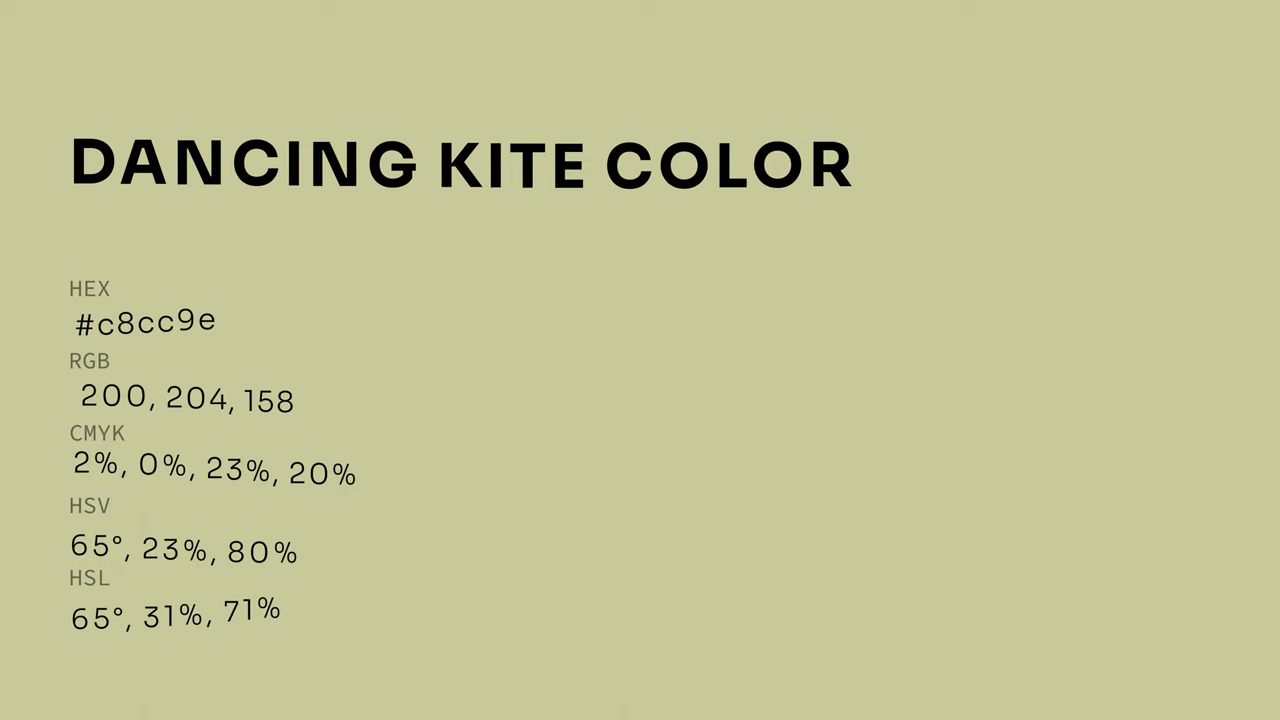 DANCING KITE COLOR
HEX
#c8cc9e
RGB
200, 204, 158
CMYK
2%, 0%, 23%, 20%
HSV
65°, 23%, 80%
HSL
65°, 31%, 71%